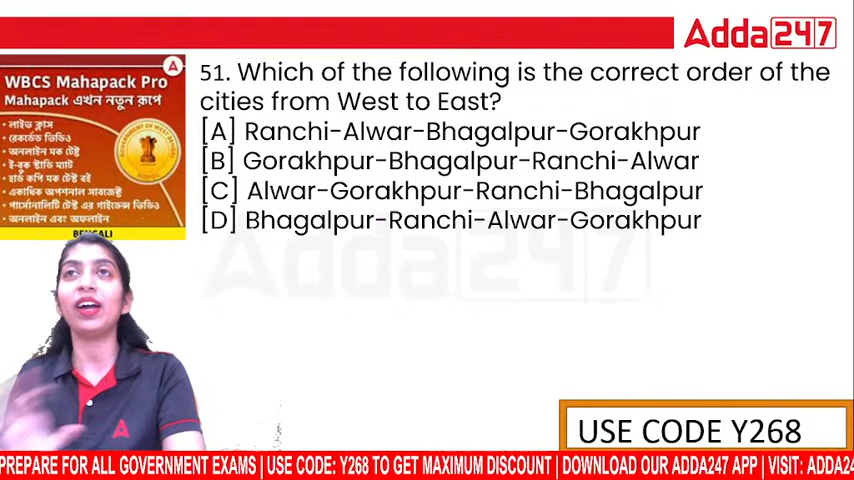 Adda247
WBCS Mahapack Pro
Mahapack এখন নতুন রূপে
• লাইভ ক্লাস
• রেকর্ডেড ভিডিও
• অনলাইন মক টেস্ট
• ই-বুক স্টাডি ম্যাট
• হার্ড কপি মক টেস্ট বই
• একাধিক অপশনাল সাবজেক্ট
• পার্সোনালিটি টেস্ট এর গাইডেন্স ভিডিও
• অনলাইন এবং অফলাইন
BENGALI
51. Which of the following is the correct order of the
cities from West to East?
[A] Ranchi-Alwar-Bhagalpur-Gorakhpur
[B] Gorakhpur-Bhagalpur-Ranchi-Alwar
[C] Alwar-Gorakhpur-Ranchi-Bhagalpur
[D] Bhagalpur-Ranchi-Alwar-Gorakhpur
Adda247
USE CODE Y268
PREPARE FOR ALL GOVERNMENT EXAMS | USE CODE: Y268 TO GET MAXIMUM DISCOUNT | DOWNLOAD OUR ADDA247 APP | VISIT: ADDA24